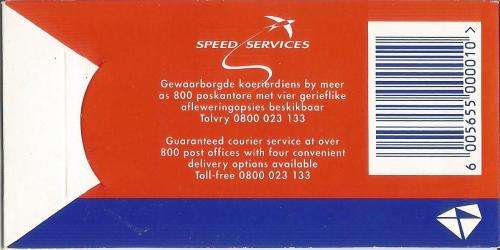 SPEED SERVICES
Gewaarborgde koerierdiens by meer
as 800 poskantore met vier gerieflike
afleweringopsies beskikbaar
Tolvry 0800 023 133
Guaranteed courier service at over
800 post offices with four convenient
delivery options available
Toll-free 0800 023 133
6 005655 000010 >